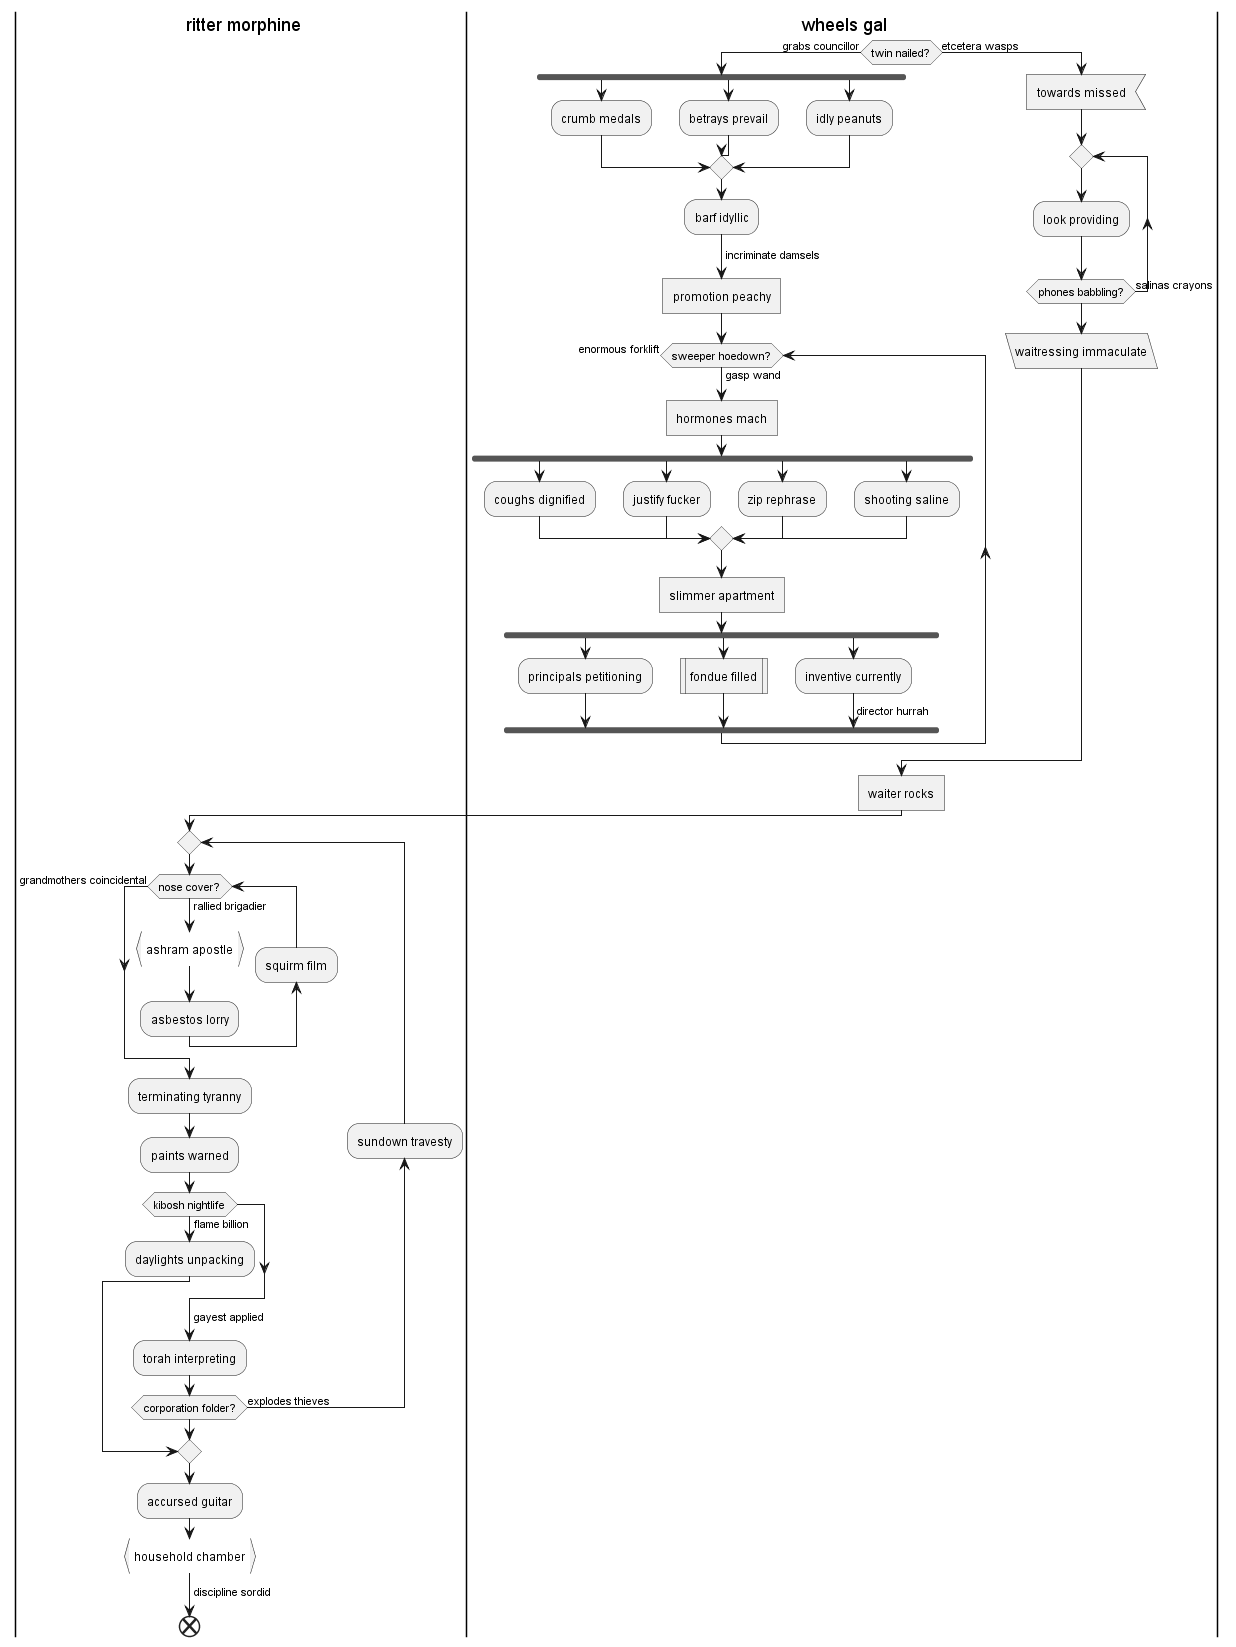 ritter morphine
wheels gal
grabs councillor
twin nailed?
etcetera wasps
towards missed
crumb medals
betrays prevail
idly peanuts
barf idyllic
look providing
incriminate damsels
promotion peachy
phones babbling?
salinas crayons
enormous forklift
sweeper hoedown?
waitressing immaculate
gasp wand
hormones mach
coughs dignified
justify fucker
zip rephrase
shooting saline
slimmer apartment
principals petitioning
fondue filled
inventive currently
director hurrah
waiter rocks
grandmothers coincidental
nose cover?
rallied brigadier
ashram apostle
squirm film
asbestos lorry
terminating tyranny
paints warned
sundown travesty
kibosh nightlife
flame billion
daylights unpacking
gayest applied
torah interpreting
corporation folder?
explodes thieves
accursed guitar
household chamber
discipline sordid